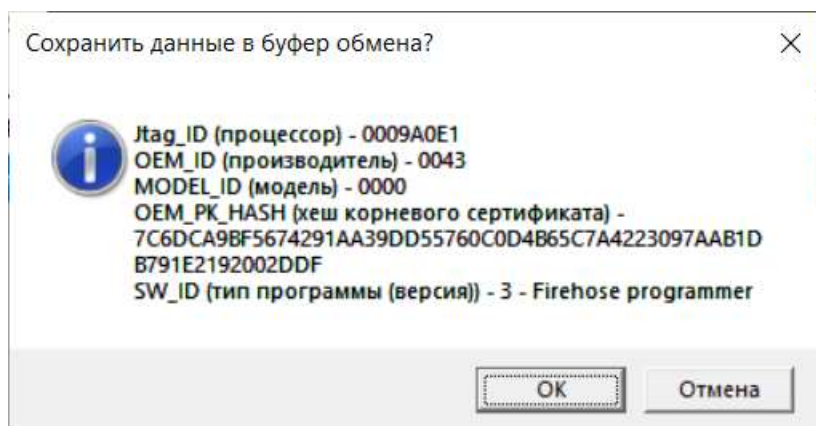 Сохранить данные в буфер обмена?
Jtag_ID (процессор) - 0009A0E1
OEM_ID (производитель) - 0043
MODEL_ID (модель) - 0000
OEM_PK_HASH (хеш корневого сертификата) -
7C6DCA9BF5674291AA39DD55760C0D4B65C7A4223097AAB1D
B791E2192002DDF
SW_ID (тип программы (версия)) - 3 - Firehose programmer
OK
Отмена